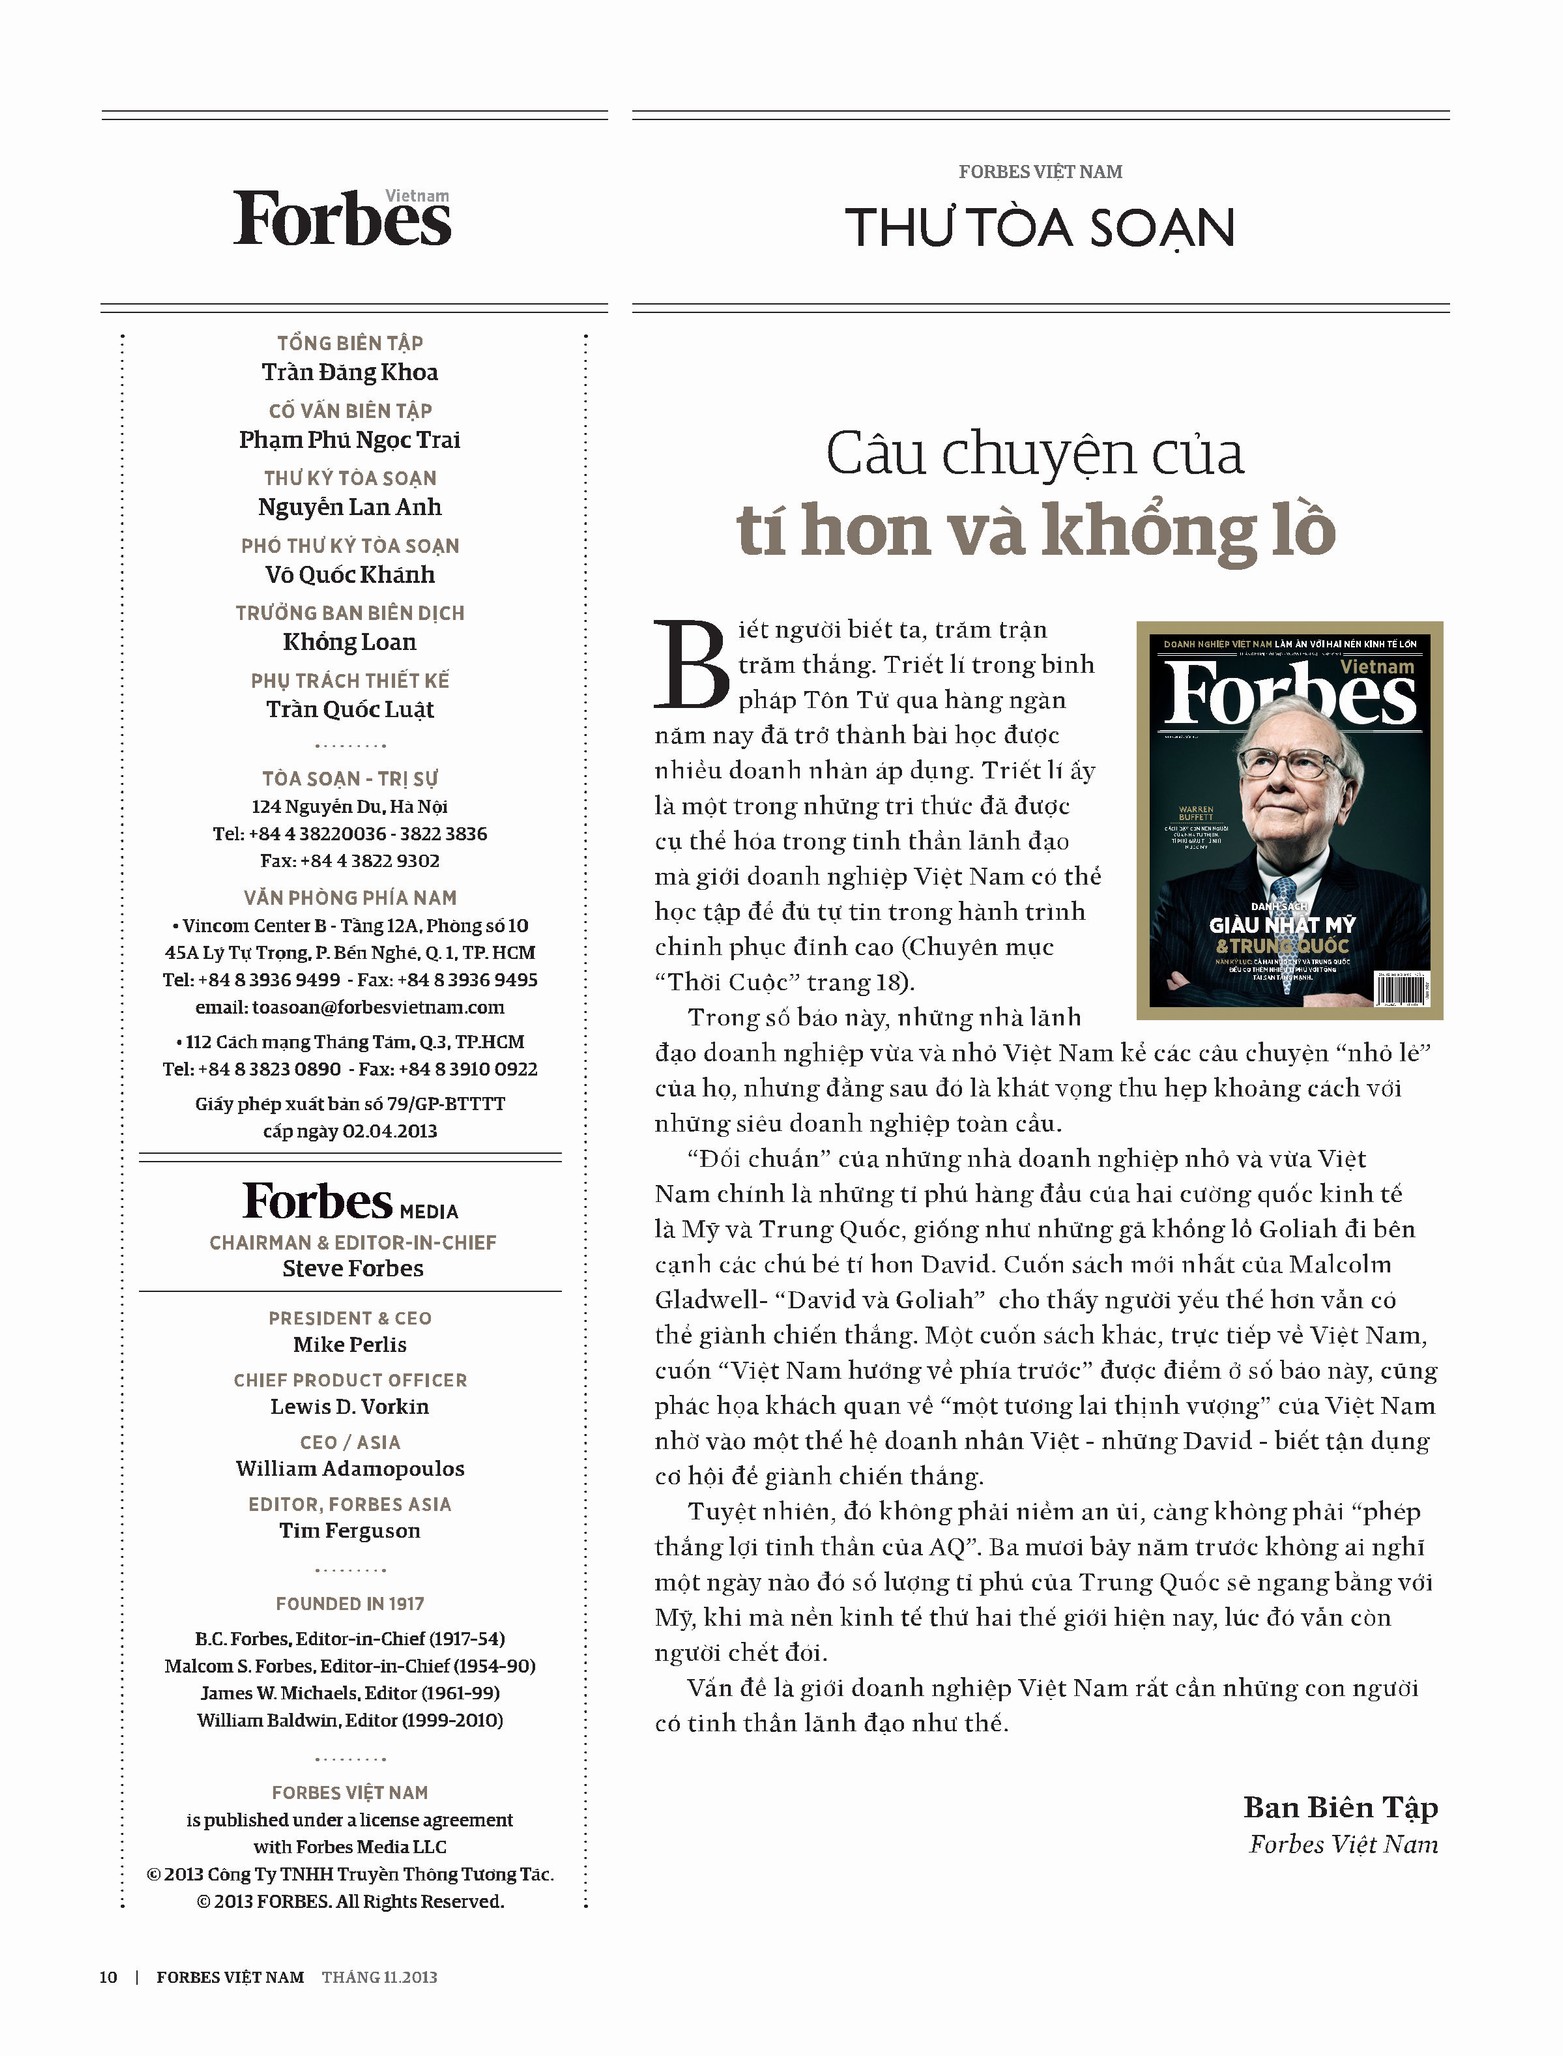 Forbes
Vietnam
TỔNG BIÊN TẬP
Trần Đăng Khoa
CỐ VẤN BIÊN TẬP
Phạm Phú Ngọc Trai
THƯ KÝ TÒA SOẠN
Nguyễn Lan Anh
PHÓ THƯ KÝ TÒA SOẠN
Võ Quốc Khánh
TRƯỞNG BAN BIÊN DỊCH
Khổng Loan
PHỤ TRÁCH THIẾT KẾ
Trần Quốc Luật
TÒA SOẠN - TRỊ SỰ
124 Nguyễn Du, Hà Nội
Tel: +84 4 38220036 - 3822 3836
Fax: +84 4 3822 9302
VĂN PHÒNG PHÍA NAM
• Vincom Center B - Tầng 12A, Phòng số 10
45A Lý Tự Trọng, P. Bến Nghé, Q. 1, TP. HCM
Tel: +84 8 3936 9499 - Fax: +84 8 3936 9495
email: toasoan@forbesvietnam.com
• 112 Cách mạng Tháng Tám, Q.3, TP.HCM
Tel: +84 8 3823 0890 - Fax: +84 8 3910 0922
Giấy phép xuất bản số 79/GP-BTTTT
cấp ngày 02.04.2013
Forbes MEDIA
CHAIRMAN & EDITOR-IN-CHIEF
Steve Forbes
PRESIDENT & CEO
Mike Perlis
CHIEF PRODUCT OFFICER
Lewis D. Vorkin
CEO / ASIA
William Adamopoulos
EDITOR, FORBES ASIA
Tim Ferguson
FOUNDED IN 1917
B.C. Forbes, Editor-in-Chief (1917-54)
Malcom S. Forbes, Editor-in-Chief (1954-90)
James W. Michaels, Editor (1961-99)
William Baldwin, Editor (1999-2010)
FORBES VIỆT NAM
is published under a license agreement
with Forbes Media LLC
© 2013 Công Ty TNHH Truyền Thông Tương Tác.
© 2013 FORBES. All Rights Reserved.
FORBES VIỆT NAM
THƯ TÒA SOẠN
Câu chuyện của
tí hon và khổng lồ
Biết người biết ta, trăm trận
trăm thắng. Triết lí trong binh
pháp Tôn Tử qua hàng ngàn
năm nay đã trở thành bài học được
nhiều doanh nhân áp dụng. Triết lí ấy
là một trong những tri thức đã được
cụ thể hóa trong tinh thần lãnh đạo
mà giới doanh nghiệp Việt Nam có thể
học tập để đủ tự tin trong hành trình
chinh phục đỉnh cao (Chuyên mục
“Thời Cuộc” trang 18).
Trong số báo này, những nhà lãnh
đạo doanh nghiệp vừa và nhỏ Việt Nam kể các câu chuyện “nhỏ lẻ”
của họ, nhưng đằng sau đó là khát vọng thu hẹp khoảng cách với
những siêu doanh nghiệp toàn cầu.
“Đối chuẩn” của những nhà doanh nghiệp nhỏ và vừa Việt
Nam chính là những tỉ phú hàng đầu của hai cường quốc kinh tế
là Mỹ và Trung Quốc, giống như những gã khổng lồ Goliah đi bên
cạnh các chú bé tí hon David. Cuốn sách mới nhất của Malcolm
Gladwell- “David và Goliah” cho thấy người yếu thế hơn vẫn có
thể giành chiến thắng. Một cuốn sách khác, trực tiếp về Việt Nam,
cuốn “Việt Nam hướng về phía trước” được điểm ở số báo này, cũng
phác họa khách quan về “một tương lai thịnh vượng” của Việt Nam
nhờ vào một thế hệ doanh nhân Việt - những David - biết tận dụng
cơ hội để giành chiến thắng.
Tuyệt nhiên, đó không phải niềm an ủi, càng không phải “phép
thắng lợi tinh thần của AQ”. Ba mươi bảy năm trước không ai nghĩ
một ngày nào đó số lượng tỉ phú của Trung Quốc sẽ ngang bằng với
Mỹ, khi mà nền kinh tế thứ hai thế giới hiện nay, lúc đó vẫn còn
người chết đói.
Vấn đề là giới doanh nghiệp Việt Nam rất cần những con người
có tinh thần lãnh đạo như thế.
Ban Biên Tập
Forbes Việt Nam
DOANH NGHIỆP VIỆT NAM LÀM ĂN VỚI HAI NỀN KINH TẾ LỚN
Forbes
Vietnam
WARREN
BUFFETT
DANH SÁCH
GIÀU NHẤT MỸ
& TRUNG QUỐC
10 | FORBES VIỆT NAM THÁNG 11.2013